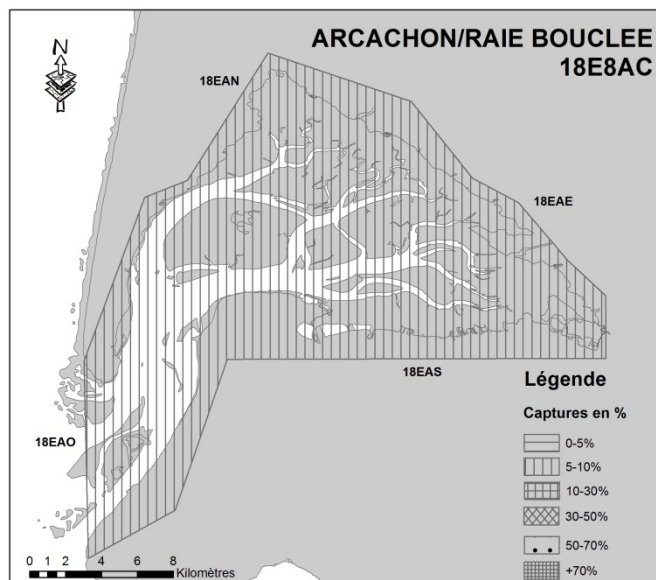 ARCACHON/RAIE BOUCLEE
18E8AC
N
18EAN
18EAE
18EAS
18EAO
Légende
Captures en %
0-5%
5-10%
10-30%
30-50%
50-70%
+70%
0 1 2 4 6 8
Kilomètres